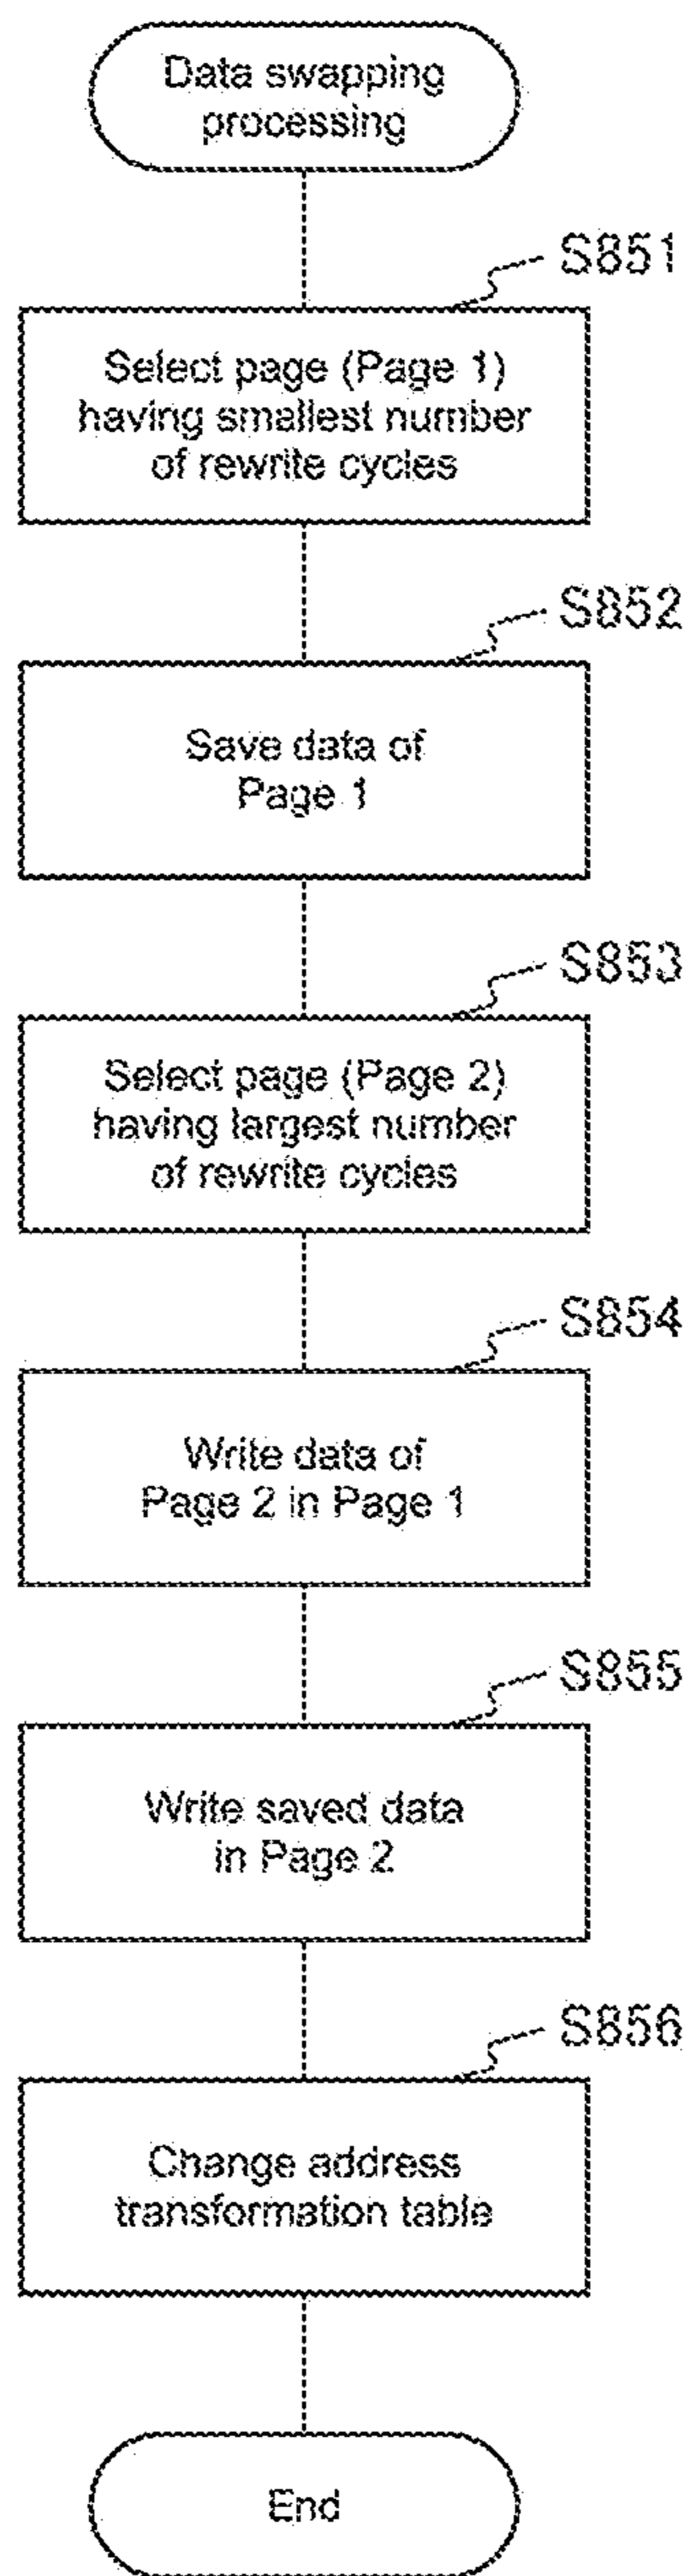 Data swapping
processing
S851
Select page (Page 1)
having smallest number
of rewrite cycles
S852
Save data of
Page 1
S853
Select page (Page 2)
having largest number
of rewrite cycles
S854
Write data of
Page 2 in Page 1
S855
Write saved data
in Page 2
S856
Change address
transformation table
End